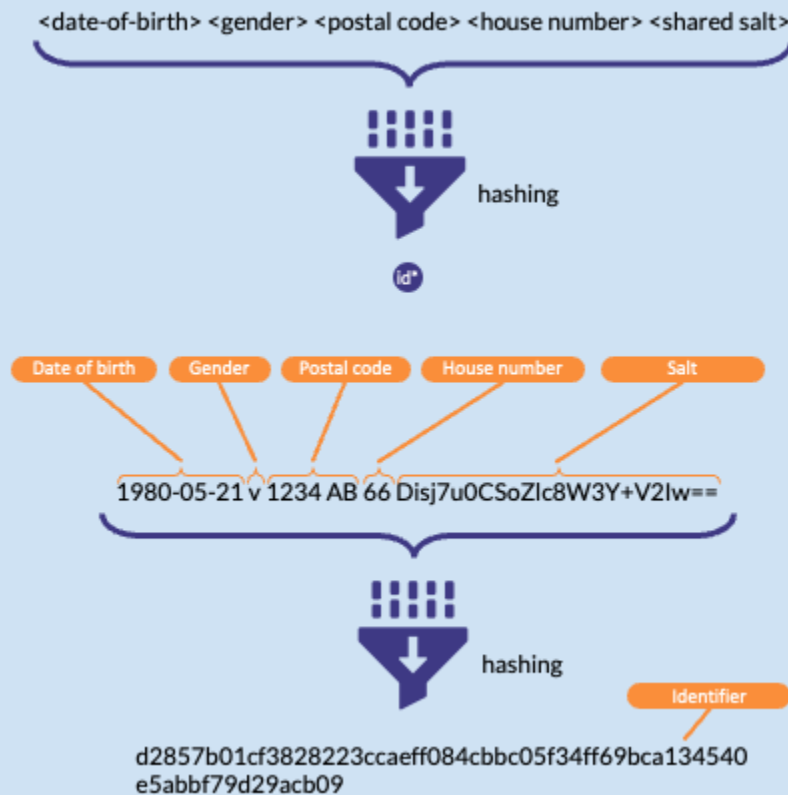 <date-of-birth> <gender> <postal code> <house number> <shared salt>
hashing
id*
Date of birth Gender Postal code House number Salt
1980-05-21 v 1234 AB 66 Disj7u0CSoZlc8W3Y+V2Iw==
hashing
Identifier
d2857b01cf3828223ccaeff084cbbc05f34ff69bca134540
e5abbf79d29acb09